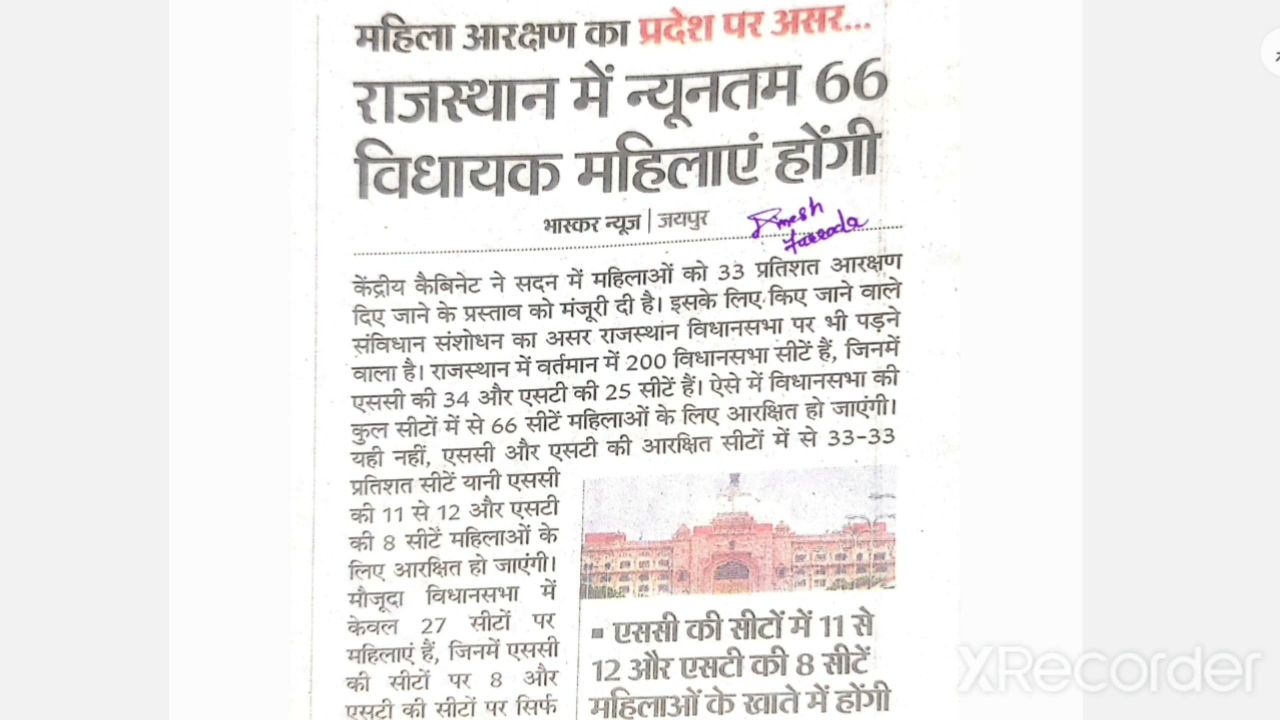 महिला आरक्षण का प्रदेश पर असर...
राजस्थान में न्यूनतम 66
विधायक महिलाएं होंगी
भास्कर न्यूज | जयपुर
केंद्रीय कैबिनेट ने सदन में महिलाओं को 33 प्रतिशत आरक्षण
दिए जाने के प्रस्ताव को मंजूरी दी है। इसके लिए किए जाने वाले
संविधान संशोधन का असर राजस्थान विधानसभा पर भी पड़ने
वाला है। राजस्थान में वर्तमान में 200 विधानसभा सीटें हैं, जिनमें
एससी की 34 और एसटी की 25 सीटें हैं। ऐसे में विधानसभा की
कुल सीटों में से 66 सीटें महिलाओं के लिए आरक्षित हो जाएंगी।
यही नहीं, एससी और एसटी की आरक्षित सीटों में से 33-33
प्रतिशत सीटें यानी एससी
की 11 से 12 और एसटी
की 8 सीटें महिलाओं के
लिए आरक्षित हो जाएंगी।
मौजूदा विधानसभा में
केवल 27 सीटों पर
महिलाएं हैं, जिनमें एससी
की सीटों पर 8 और
एसटी की सीटों पर सिर्फ
▪ एससी की सीटों में 11 से
12 और एसटी की 8 सीटें
महिलाओं के खाते में होंगी
XRecorder